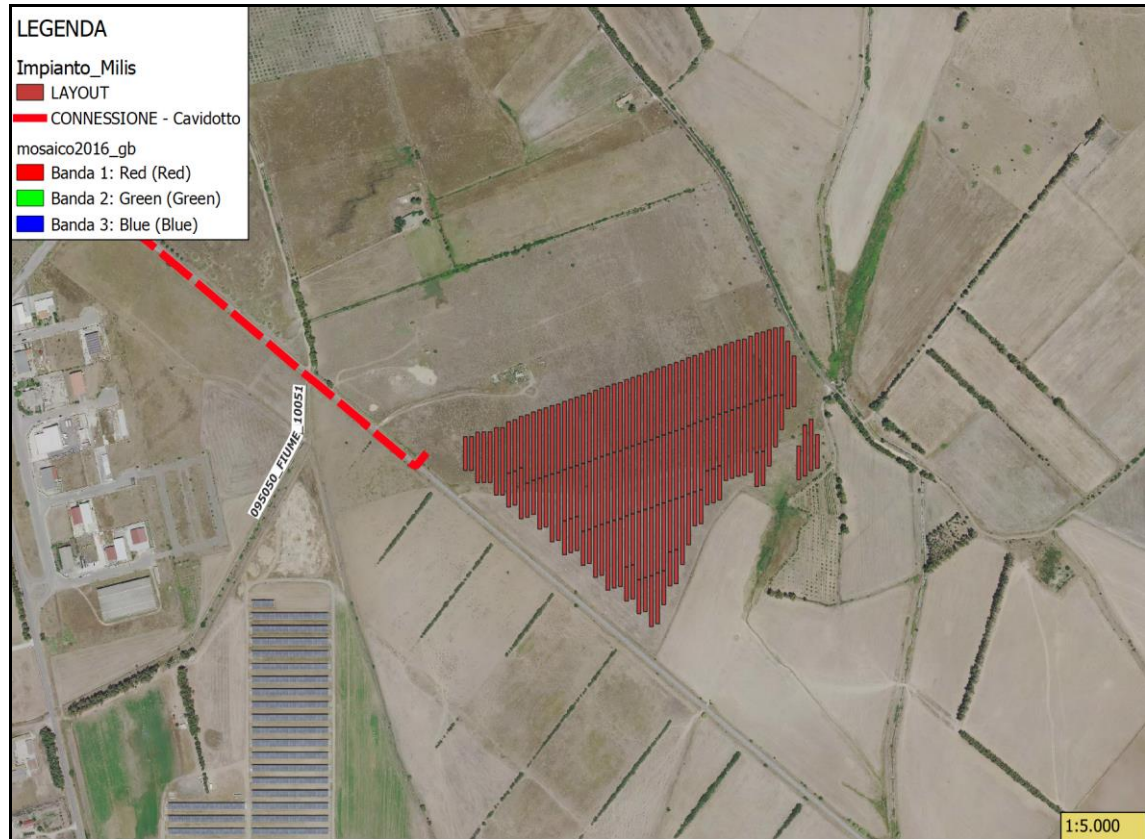 LEGENDA
Impianto_Milis
LAYOUT
CONNESSIONE - Cavidotto
mosaico2016_gb
Banda 1: Red (Red)
Banda 2: Green (Green)
Banda 3: Blue (Blue)
095050_FIUME_10051
1:5.000